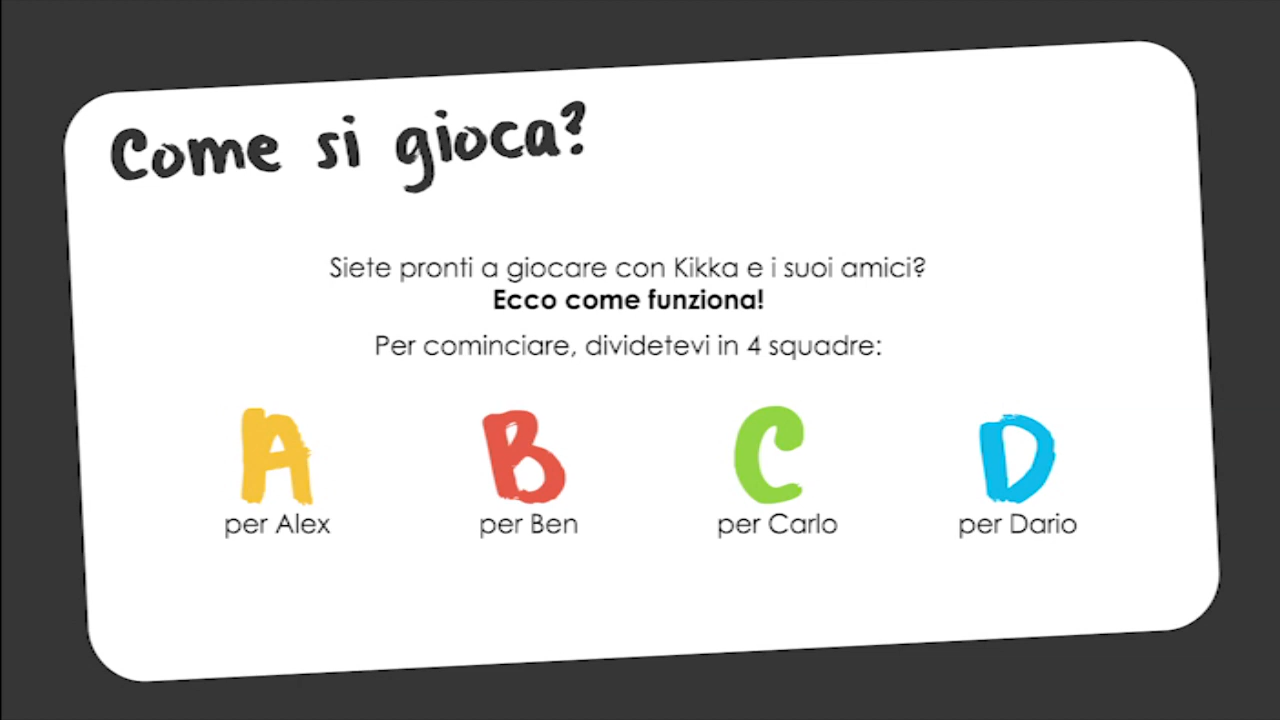 Come si gioca?
Siete pronti a giocare con Kikka e i suoi amici?
Ecco come funziona!
Per cominciare, dividetevi in 4 squadre:
A B C D
per Alex per Ben per Carlo per Dario